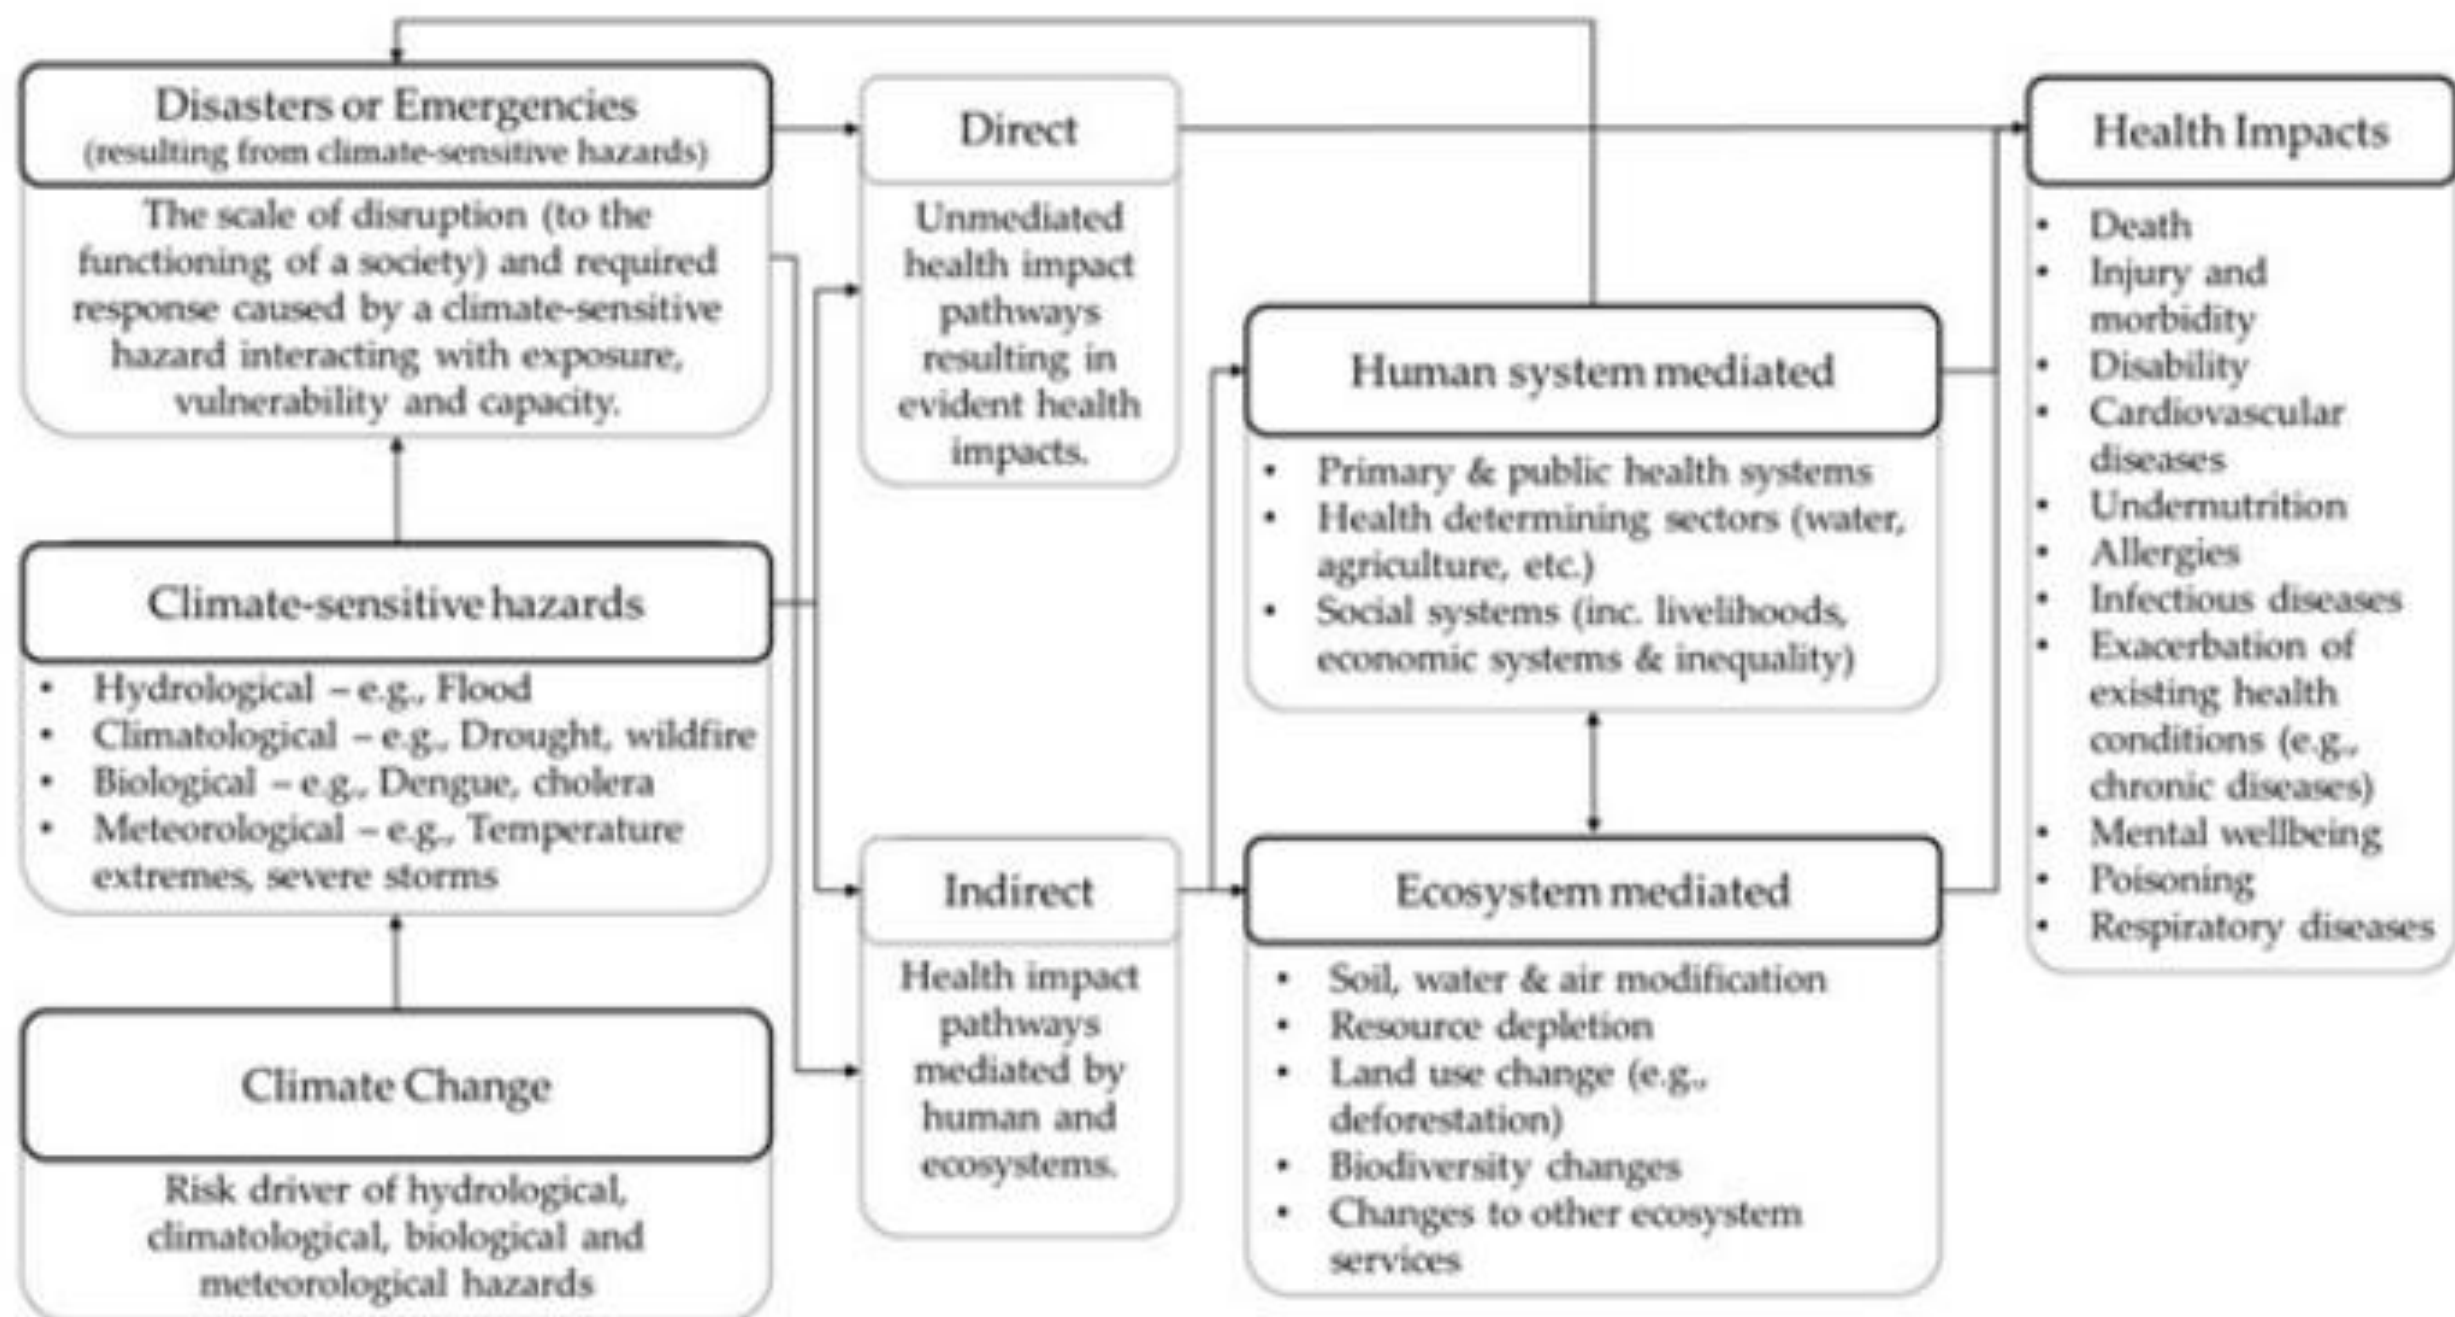 Disasters or Emergencies
(resulting from climate-sensitive hazards)
The scale of disruption (to the
functioning of a society) and required
response caused by a climate-sensitive
hazard interacting with exposure,
vulnerability and capacity.
Climate-sensitive hazards
• Hydrological – e.g., Flood
• Climatological – e.g., Drought, wildfire
• Biological – e.g., Dengue, cholera
• Meteorological – e.g., Temperature
extremes, severe storms
Climate Change
Risk driver of hydrological,
climatological, biological and
meteorological hazards
Direct
Unmediated
health impact
pathways
resulting in
evident health
impacts.
Indirect
Health impact
pathways
mediated by
human and
ecosystems.
Human system mediated
• Primary & public health systems
• Health determining sectors (water,
agriculture, etc.)
• Social systems (inc. livelihoods,
economic systems & inequality)
Ecosystem mediated
• Soil, water & air modification
• Resource depletion
• Land use change (e.g.,
deforestation)
• Biodiversity changes
• Changes to other ecosystem
services
Health Impacts
• Death
• Injury and
morbidity
• Disability
• Cardiovascular
diseases
• Undernutrition
• Allergies
• Infectious diseases
• Exacerbation of
existing health
conditions (e.g.,
chronic diseases)
• Mental wellbeing
• Poisoning
• Respiratory diseases